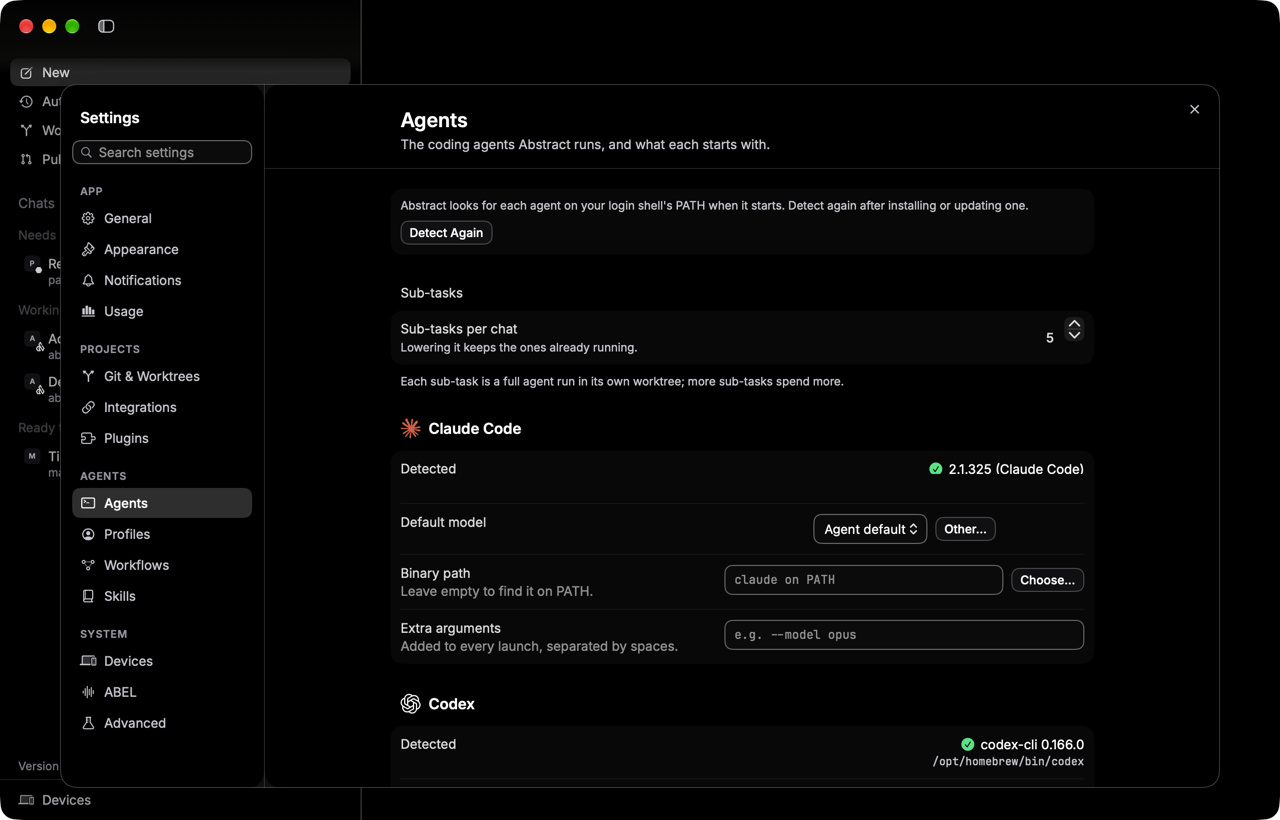 New
Settings
Search settings
APP
General
Appearance
Notifications
Usage
PROJECTS
Git & Worktrees
Integrations
Plugins
AGENTS
Agents
Profiles
Workflows
Skills
SYSTEM
Devices
ABEL
Advanced
Chats
Needs
P
A
A
M
Version
Devices
Agents
The coding agents Abstract runs, and what each starts with.
Abstract looks for each agent on your login shell's PATH when it starts. Detect again after installing or updating one.
Detect Again
Sub-tasks
Sub-tasks per chat
5
Lowering it keeps the ones already running.
Each sub-task is a full agent run in its own worktree; more sub-tasks spend more.
Claude Code
Detected
2.1.325 (Claude Code)
Default model
Agent default
Other...
Binary path
Leave empty to find it on PATH.
claude on PATH
Choose...
Extra arguments
Added to every launch, separated by spaces.
e.g. --model opus
Codex
Detected
codex-cli 0.166.0
/opt/homebrew/bin/codex